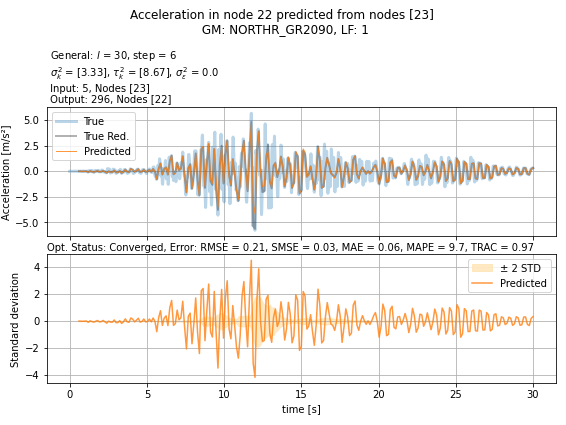 Acceleration in node 22 predicted from nodes [23]
GM: NORTHR_GR2090, LF: 1
General: l = 30, step = 6
σ²ₖ = [3.33], τ²ₖ = [8.67], σ²ε = 0.0
Input: 5, Nodes [23]
Output: 296, Nodes [22]
Acceleration [m/s²]
5.0
2.5
0.0
−2.5
−5.0
True
True Red.
Predicted
Opt. Status: Converged, Error: RMSE = 0.21, SMSE = 0.03, MAE = 0.06, MAPE = 9.7, TRAC = 0.97
Standard deviation
4
2
0
−2
−4
± 2 STD
Predicted
0 5 10 15 20 25 30
time [s]